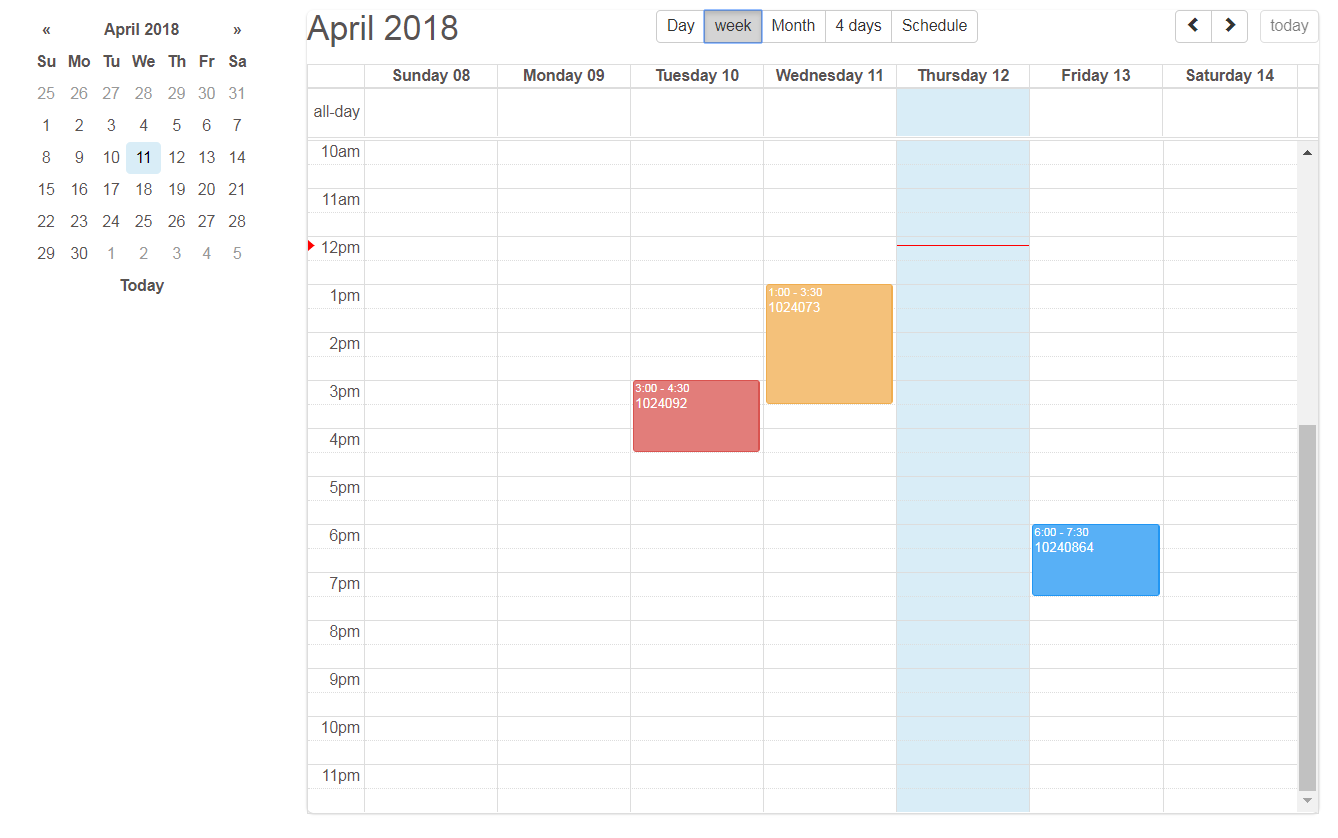 « April 2018 »
Su Mo Tu We Th Fr Sa
25 26 27 28 29 30 31
1 2 3 4 5 6 7
8 9 10 11 12 13 14
15 16 17 18 19 20 21
22 23 24 25 26 27 28
29 30 1 2 3 4 5
Today
April 2018
Day week Month 4 days Schedule
today
Sunday 08 Monday 09 Tuesday 10 Wednesday 11 Thursday 12 Friday 13 Saturday 14
all-day
10am
11am
12pm
1pm
1:00 - 3:30
1024073
2pm
3pm
3:00 - 4:30
1024092
4pm
5pm
6pm
6:00 - 7:30
10240864
7pm
8pm
9pm
10pm
11pm